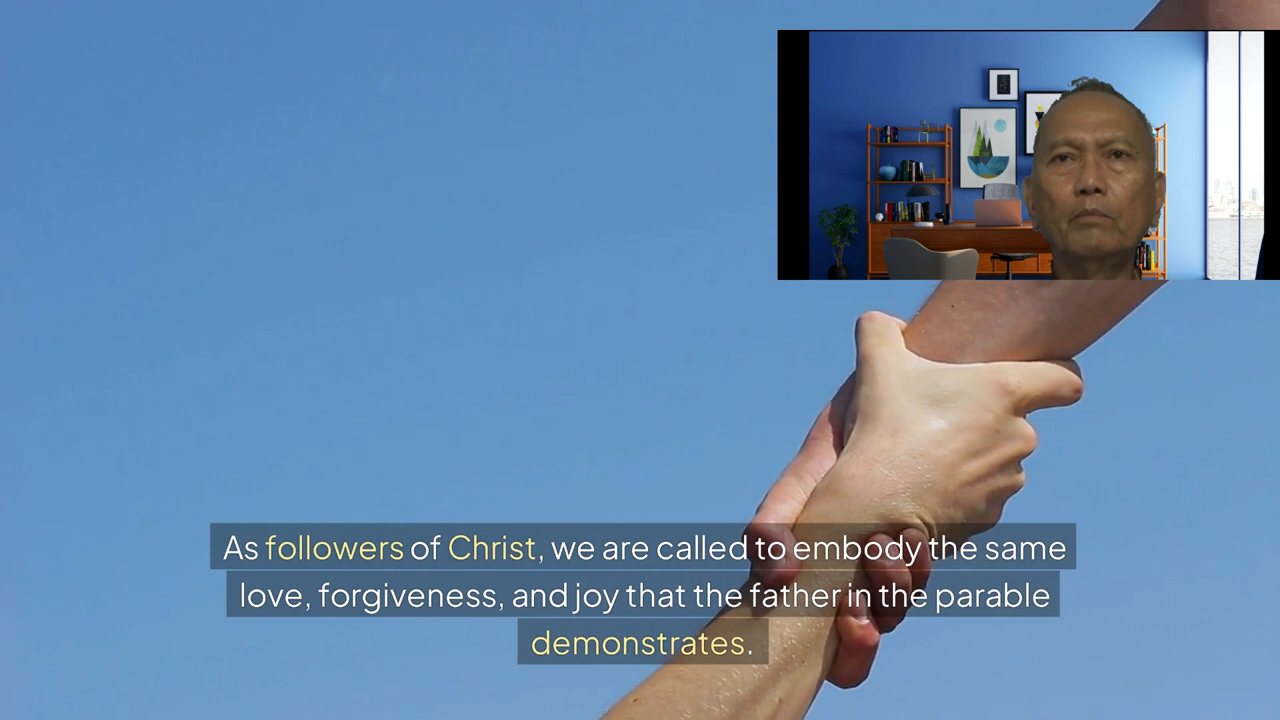 As followers of Christ, we are called to embody the same
love, forgiveness, and joy that the father in the parable
demonstrates.